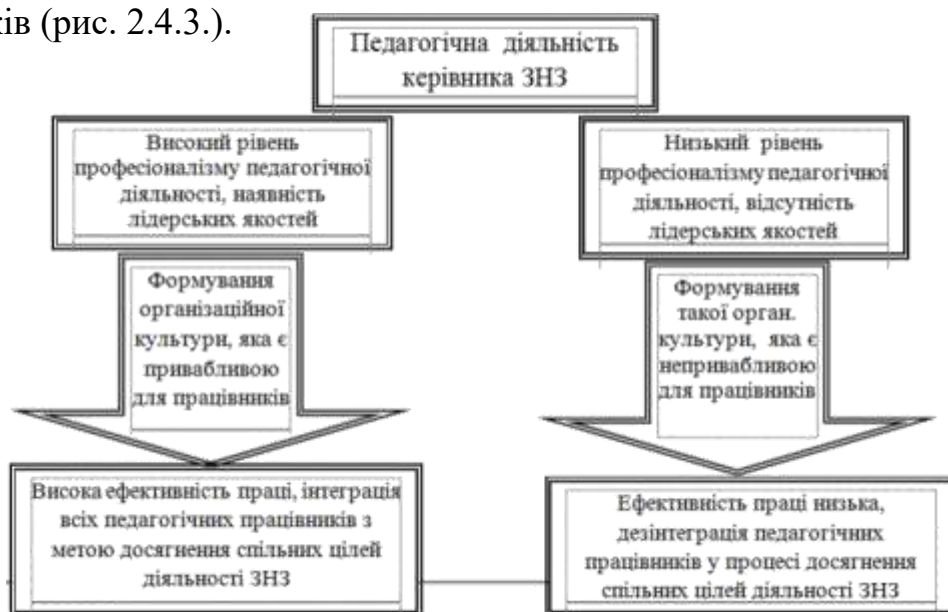 ків (рис. 2.4.3.).
Педагогічна діяльність
керівника ЗНЗ
Високий рівень
професіоналізму педагогічної
діяльності, наявність
лідерських якостей
Низький рівень
професіоналізму педагогічної
діяльності, відсутність
лідерських якостей
Формування
організаційної
культури, яка є
привабливою
для працівників
Формування
такої орган.
культури, яка є
непривабливою
для працівників
Висока ефективність праці, інтеграція
всіх педагогічних працівників з
метою досягнення спільних цілей
діяльності ЗНЗ
Ефективність праці низька,
дезінтеграція педагогічних
працівників у процесі досягнення
спільних цілей діяльності ЗНЗ